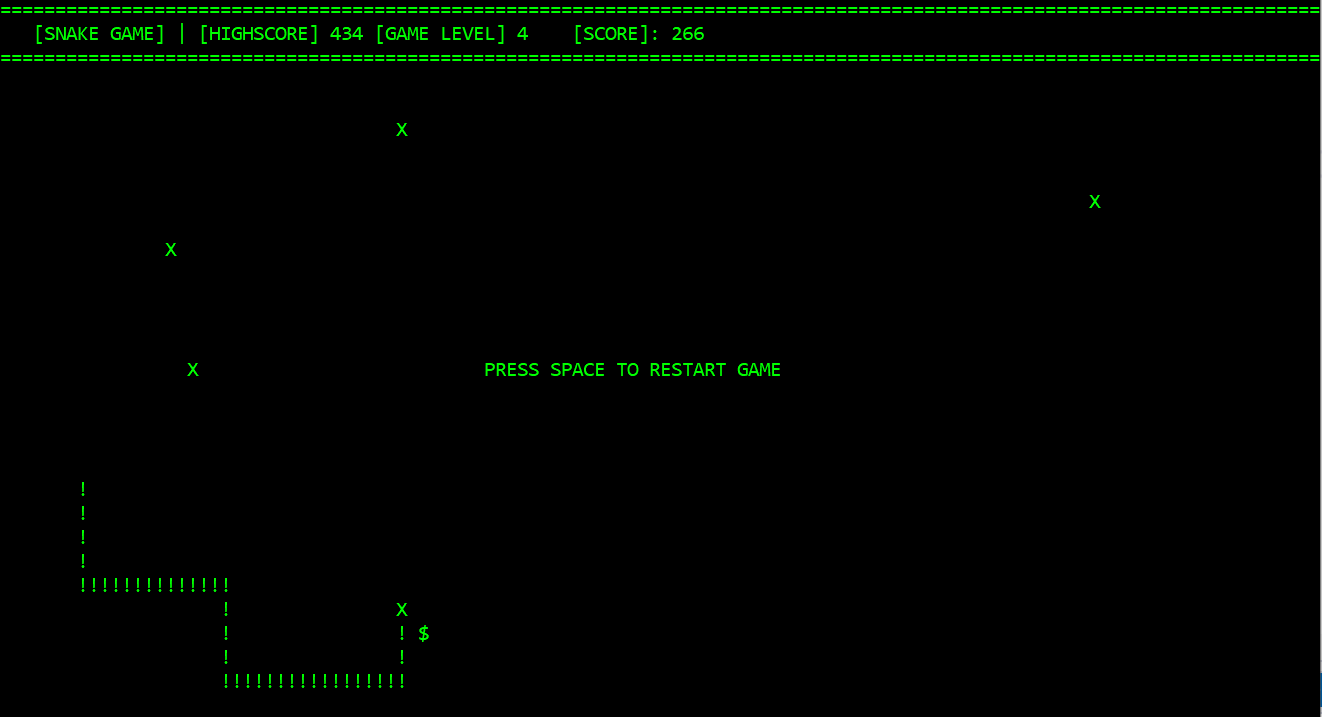 ================================================================================
[SNAKE GAME] | [HIGHSCORE] 434 [GAME LEVEL] 4    [SCORE]: 266
================================================================================
X
X
X
X PRESS SPACE TO RESTART GAME
!
!
!
!
!!!!!!!!!!!!!!
! X
! ! $
! !
!!!!!!!!!!!!!!!!!